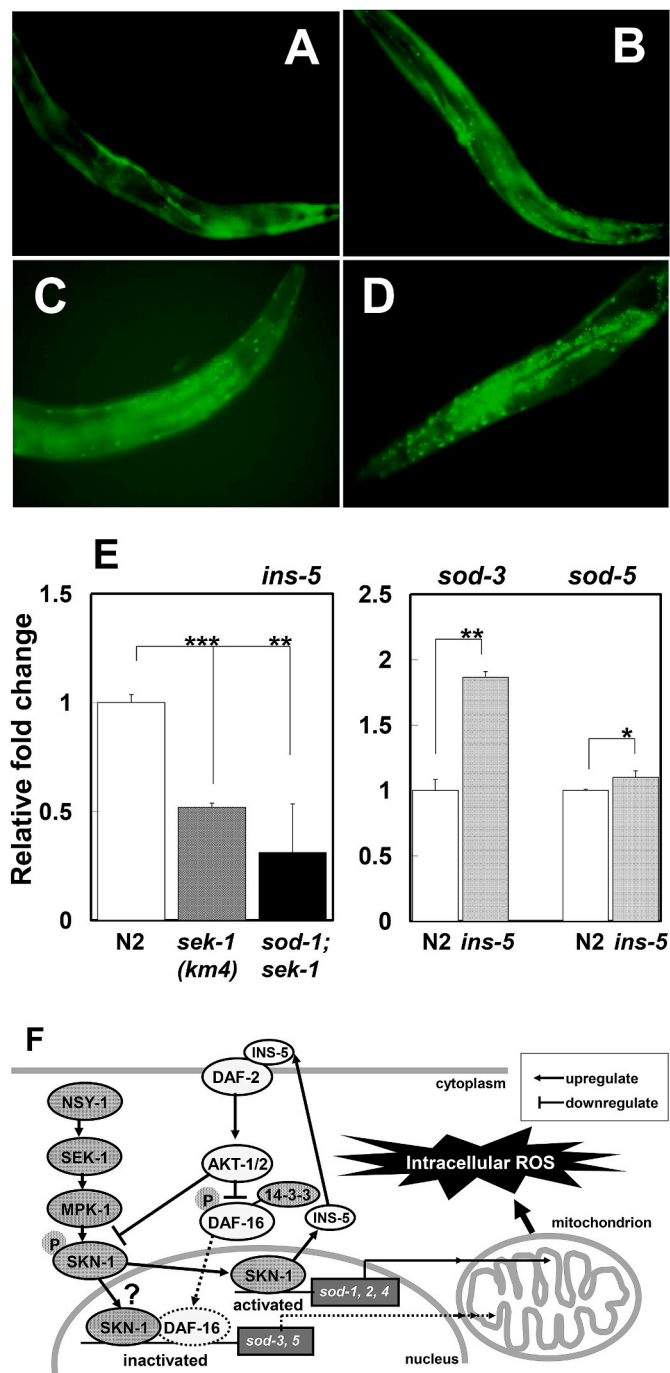 A
B
C
D
E
ins-5
sod-3
sod-5
Relative fold change
1.5
1
0.5
0
***
**
N2
sek-1
(km4)
sod-1;
sek-1
2.5
2
1.5
1
0.5
0
**
*
N2 ins-5
N2 ins-5
F
INS-5
DAF-2
cytoplasm
upregulate
downregulate
NSY-1
SEK-1
MPK-1
P
SKN-1
AKT-1/2
P
14-3-3
DAF-16
INS-5
Intracellular ROS
mitochondrion
SKN-1
activated
sod-1, 2, 4
?
SKN-1
DAF-16
inactivated
sod-3, 5
nucleus